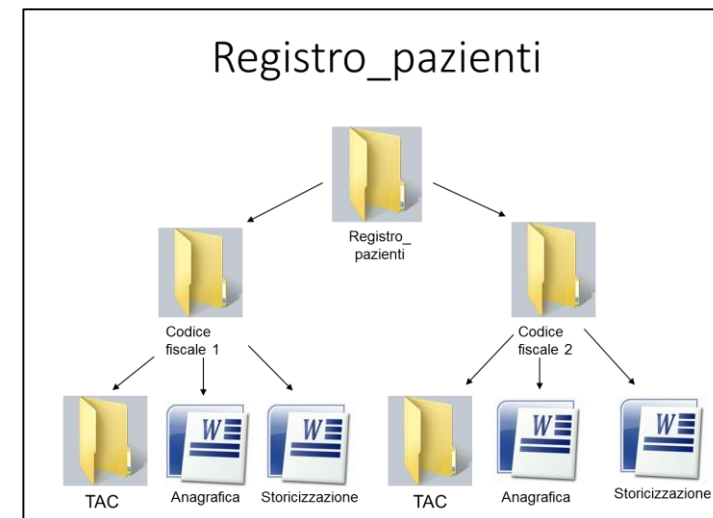 Registro_pazienti
Registro_
pazienti
Codice
fiscale 1
Codice
fiscale 2
W
W
W
W
TAC
Anagrafica
Storicizzazione
TAC
Anagrafica
Storicizzazione